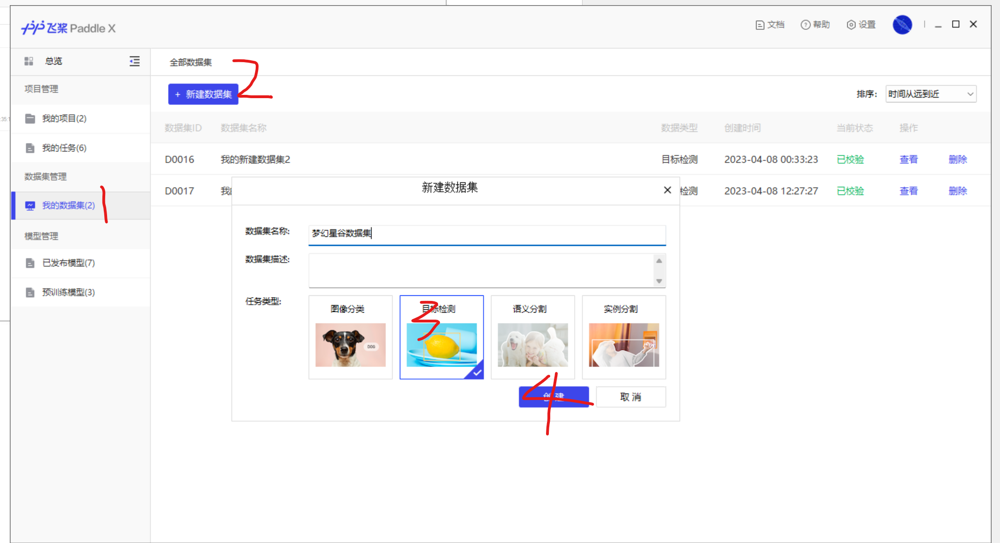 飞桨 Paddle X
文档
帮助
设置
总览
全部数据集
2
项目管理
+ 新建数据集
排序:
时间从远到近
:35:1
我的项目(2)
数据集ID
数据集名称
数据类型
创建时间
当前状态
操作
我的任务(6)
D0016
我的新建数据集2
目标检测
2023-04-08 00:33:23
已校验
查看
删除
数据集管理
D0017
检测
2023-04-08 12:27:27
已校验
查看
删除
新建数据集
我的数据集(2)
1
模型管理
数据集名称:
梦幻星谷数据集
已发布模型(7)
数据集描述:
预训练模型(3)
任务类型:
图像分类
目标检测
语义分割
实例分割
3
DOG
4
创建
取消